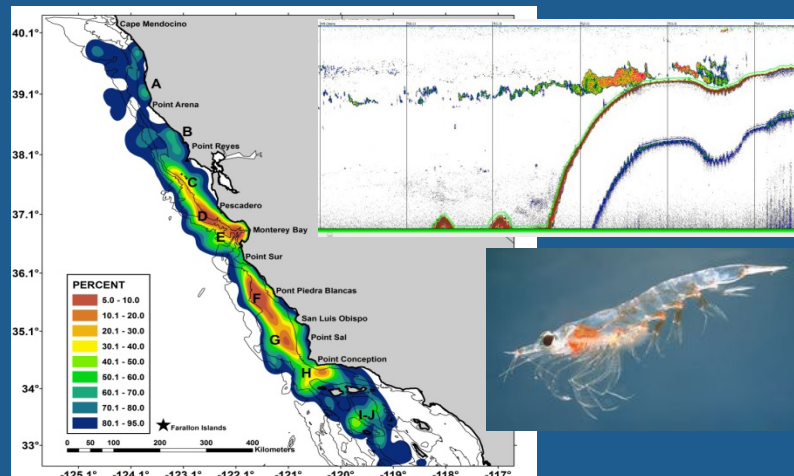 40.1°
39.1°
38.1°
37.1°
36.1°
35.1°
34°
33°
Cape Mendocino
A
Point Arena
B
Point Reyes
C
Pescadero
D
Monterey Bay
E
Point Sur
F
Pont Piedra Blancas
San Luis Obispo
G
Point Sal
Point Conception
H
I-J
PERCENT
5.0 - 10.0
10.1 - 20.0
20.1 - 30.0
30.1 - 40.0
40.1 - 50.0
50.1 - 60.0
60.1 - 70.0
70.1 - 80.0
80.1 - 95.0
Farallon Islands
0 50 100 200 300 400
Kilometers
-125.1° -124.1° -123.1° -122.1° -121° -120° -119° -118° -117°